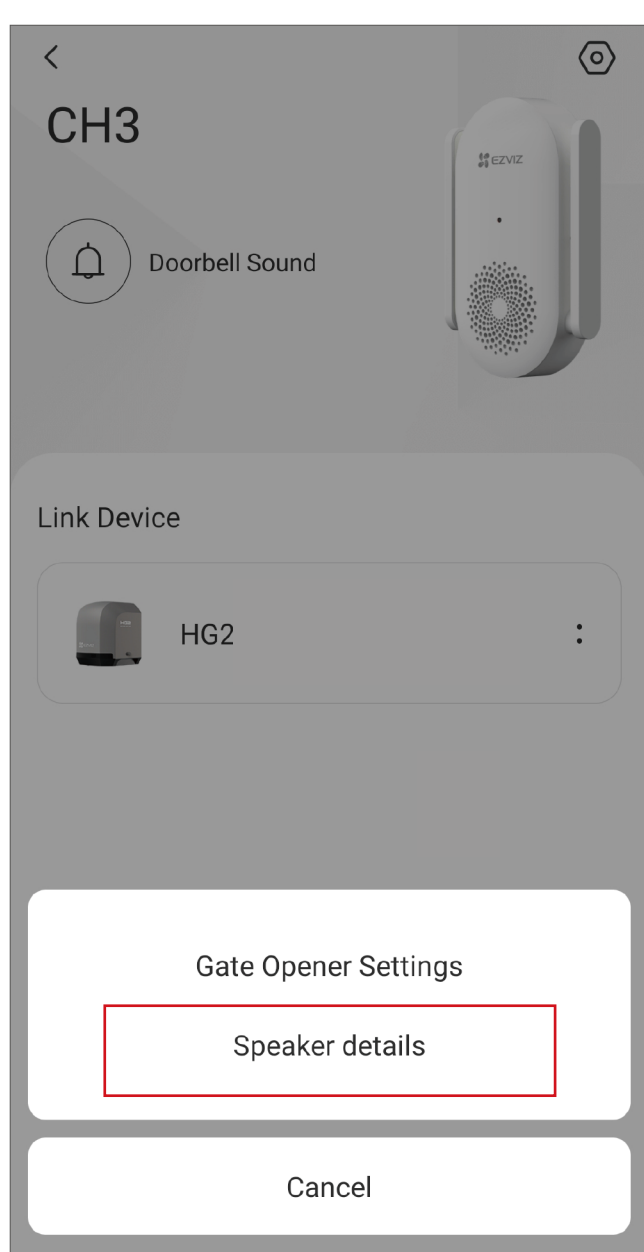 CH3
EZVIZ
Doorbell Sound
Link Device
HG2
Gate Opener Settings
Speaker details
Cancel